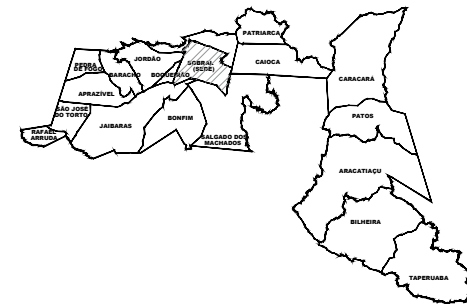 PATRIARCA
JORDÃO
PEDRA
DE FOGO
BARACHO
BOQUEIRÃO
SOBRAL
(SEDE)
CAIOCA
CARACARÁ
APRAZÍVEL
SÃO JOSÉ
DO TORTO
RAFAEL
ARRUDA
JAIBARAS
BONFIM
SALGADO DOS
MACHADOS
PATOS
ARACATIAÇU
BILHEIRA
TAPERUABA